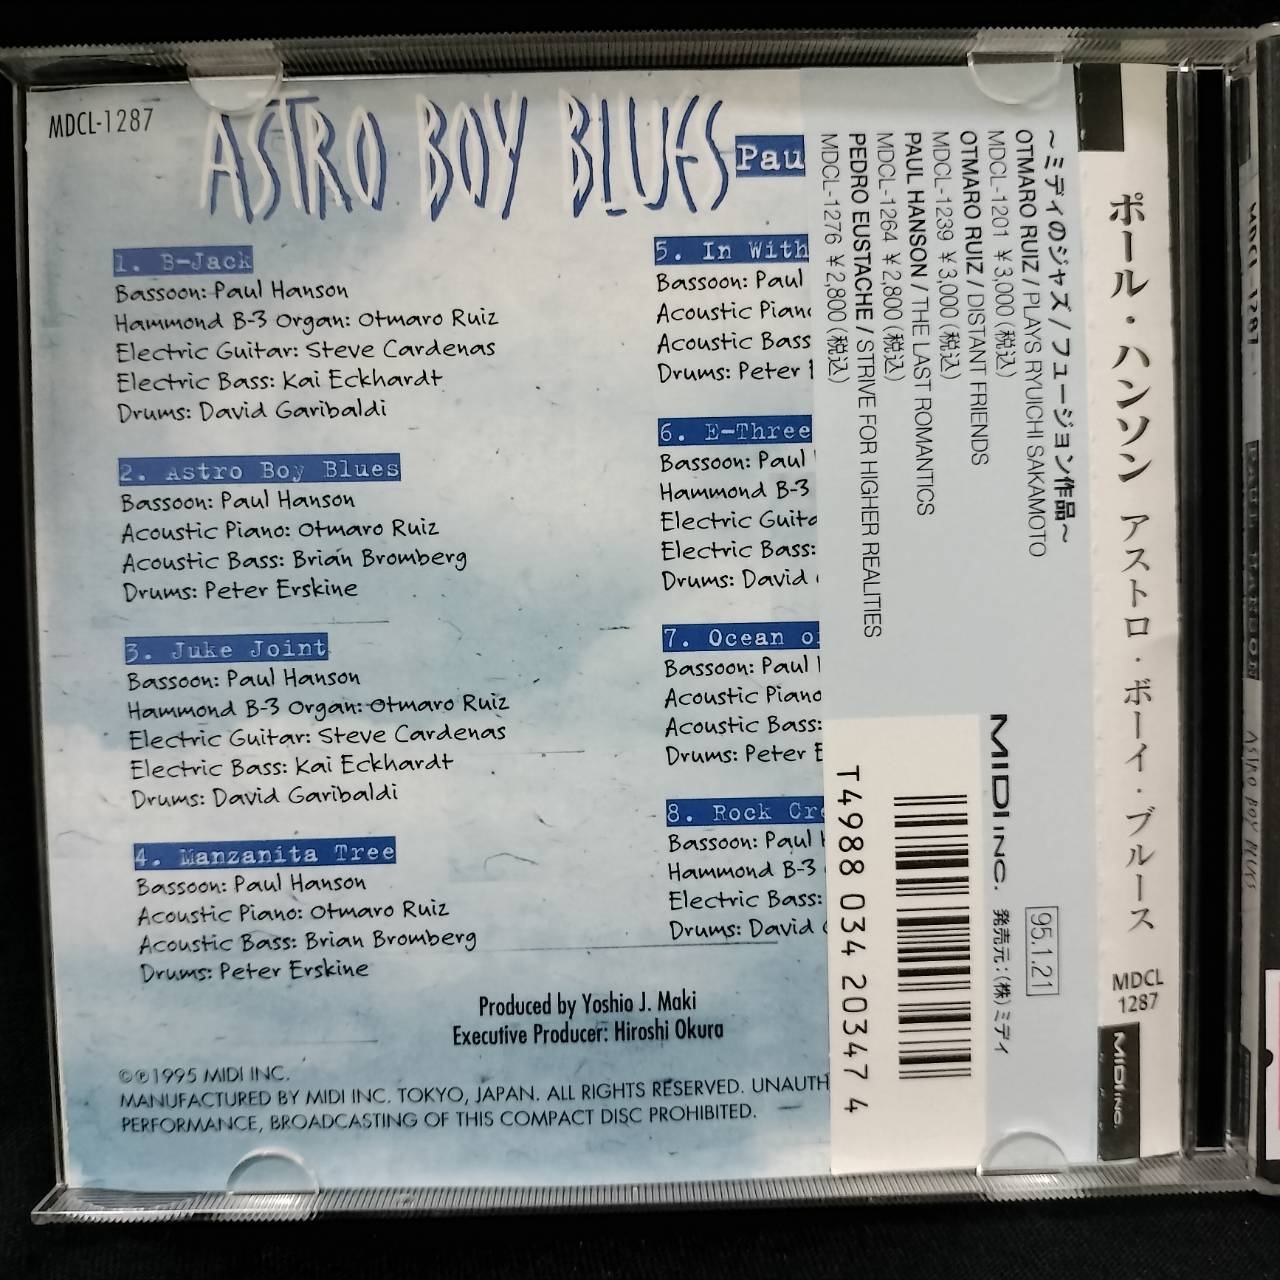 MDCL-1287
ASTRO BOY BLUES
Pau
1. B-Jack
Bassoon: Paul Hanson
Hammond B-3 Organ: Otmaro Ruiz
Electric Guitar: Steve Cardenas
Electric Bass: Kai Eckhardt
Drums: David Garibaldi
2. Astro Boy Blues
Bassoon: Paul Hanson
Acoustic Piano: Otmaro Ruiz
Acoustic Bass: Brian Bromberg
Drums: Peter Erskine
3. Juke Joint
Bassoon: Paul Hanson
Hammond B-3 Organ: Otmaro Ruiz
Electric Guitar: Steve Cardenas
Electric Bass: Kai Eckhardt
Drums: David Garibaldi
4. Manzanita Tree
Bassoon: Paul Hanson
Acoustic Piano: Otmaro Ruiz
Acoustic Bass: Brian Bromberg
Drums: Peter Erskine
5. In With
Bassoon: Paul
Acoustic Pian
Acoustic Bass
Drums: Peter
6. E-Three
Bassoon: Paul
Hammond B-3
Electric Guita
Electric Bass:
Drums: David
7. Ocean o
Bassoon: Paul
Acoustic Piano
Acoustic Bass:
Drums: Peter E
8. Rock Cr
Bassoon: Paul
Hammond B-3
Electric Bass:
Drums: David
Produced by Yoshio J. Maki
Executive Producer: Hiroshi Okura
©℗1995 MIDI INC.
MANUFACTURED BY MIDI INC. TOKYO, JAPAN. ALL RIGHTS RESERVED. UNAUTH
PERFORMANCE, BROADCASTING OF THIS COMPACT DISC PROHIBITED.
~ミディのジャズ/フュージョン作品~
OTMARO RUIZ / PLAYS RYUICHI SAKAMOTO
MDCL-1201 ¥3,000(税込)
OTMARO RUIZ / DISTANT FRIENDS
MDCL-1239 ¥3,000(税込)
PAUL HANSON / THE LAST ROMANTICS
MDCL-1264 ¥2,800(税込)
PEDRO EUSTACHE / STRIVE FOR HIGHER REALITIES
MDCL-1276 ¥2,800(税込)
MIDI INC.
発売元:(株)ミディ
95.1.21
T4988 034 20347 4
ポール・ハンソン アストロ・ボーイ・ブルース
MDCL
1287
MIDI INC.
MDCL 1287
PAUL HANSON
ASTRO BOY BLUES